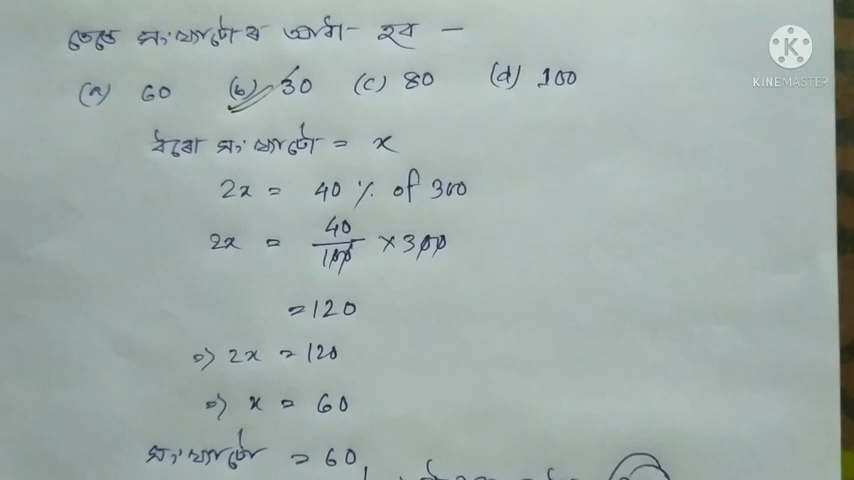 তেন্তে সংখ্যাটোৰ আধা হব —
(a) 60 (b) 30 (c) 80 (d) 100
KINEMASTER
ধৰো সংখ্যাটো = x
2x = 40 % of 300
2x = 40/100 × 300
= 120
⇒ 2x = 120
⇒ x = 60
সংখ্যাটো = 60